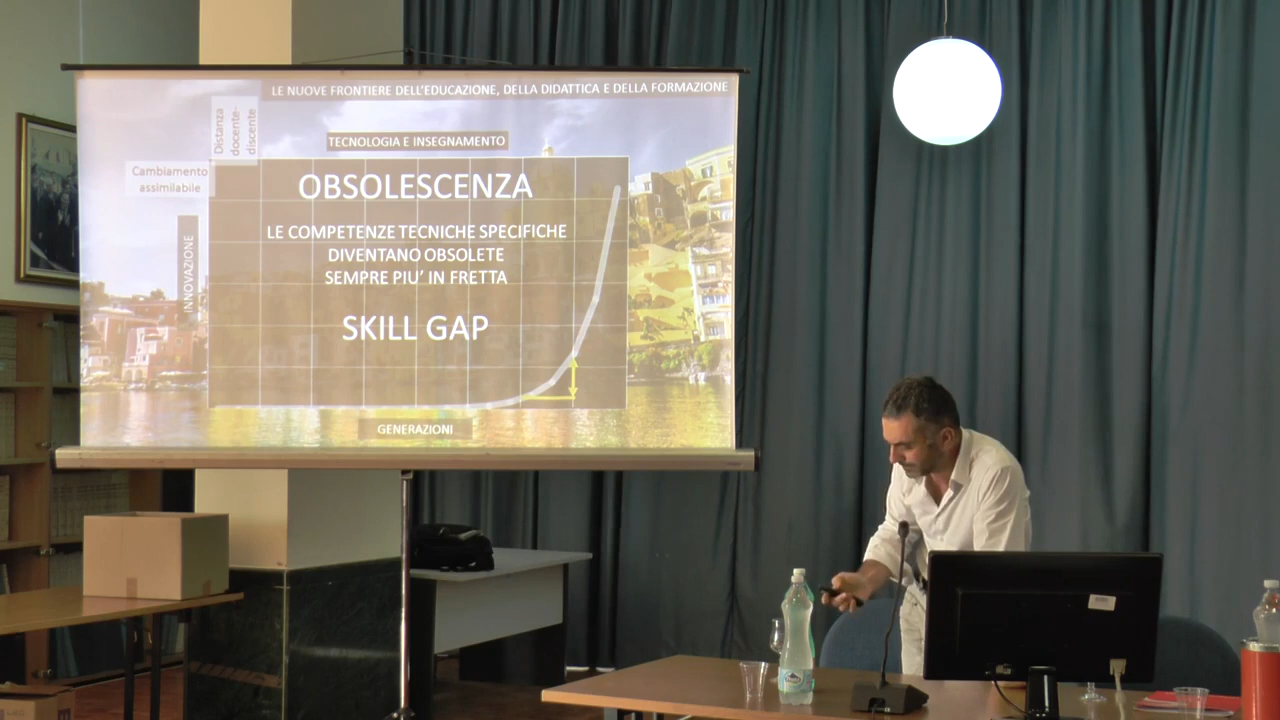 LE NUOVE FRONTIERE DELL'EDUCAZIONE, DELLA DIDATTICA E DELLA FORMAZIONE
Distanza
docente-
discente
TECNOLOGIA E INSEGNAMENTO
Cambiamento
assimilabile
OBSOLESCENZA
LE COMPETENZE TECNICHE SPECIFICHE
DIVENTANO OBSOLETE
SEMPRE PIU' IN FRETTA
INNOVAZIONE
SKILL GAP
GENERAZIONI